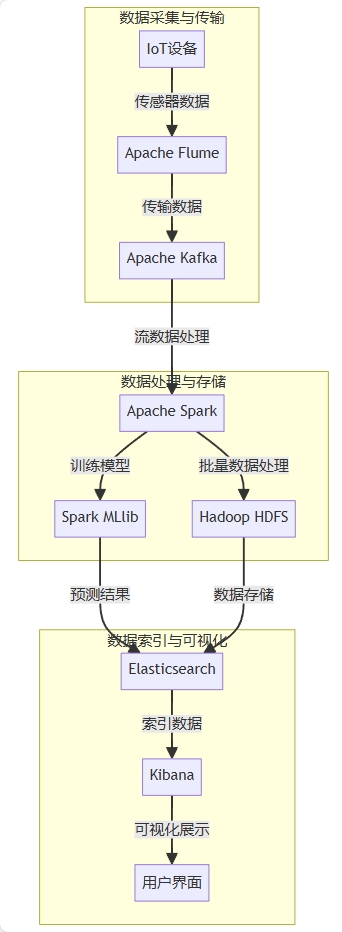 数据采集与传输
IoT设备
传感器数据
Apache Flume
传输数据
Apache Kafka
流数据处理
数据处理与存储
Apache Spark
训练模型
批量数据处理
Spark MLlib
Hadoop HDFS
预测结果
数据存储
数据索引与可视化
Elasticsearch
索引数据
Kibana
可视化展示
用户界面